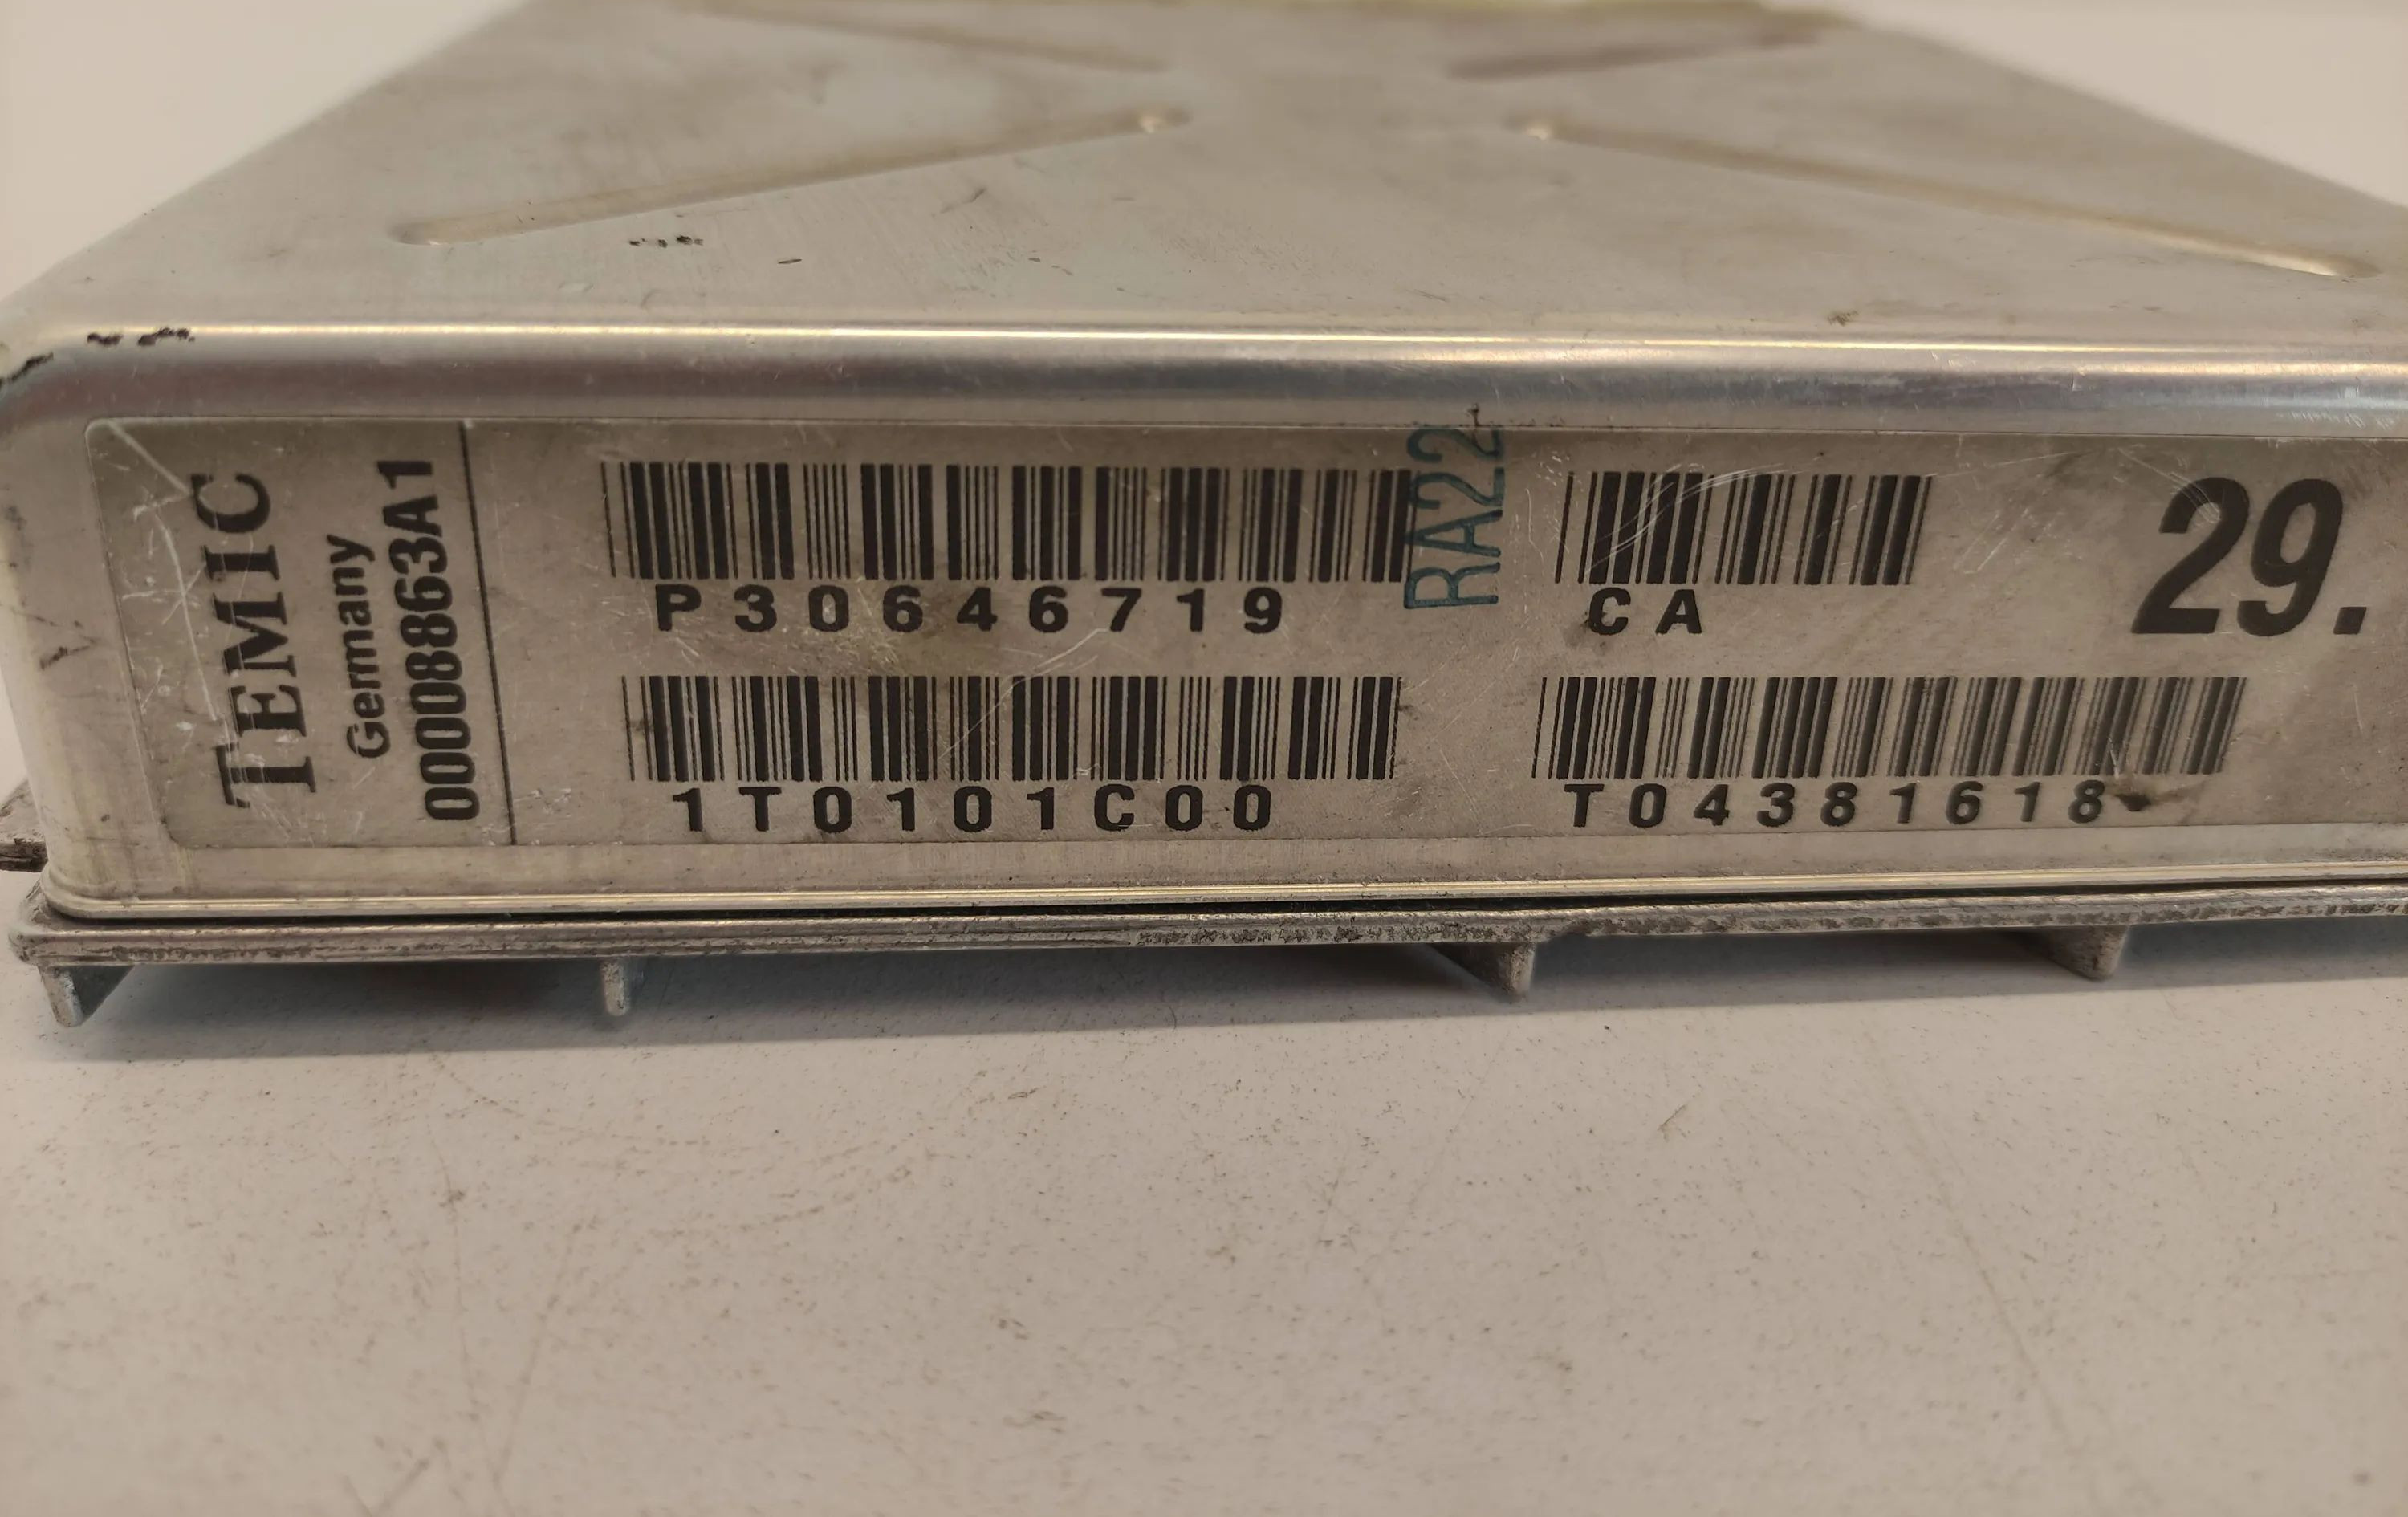 TEMIC
Germany
00008863A1
P30646719
RA22
CA
29.
1T0101C00
T04381618